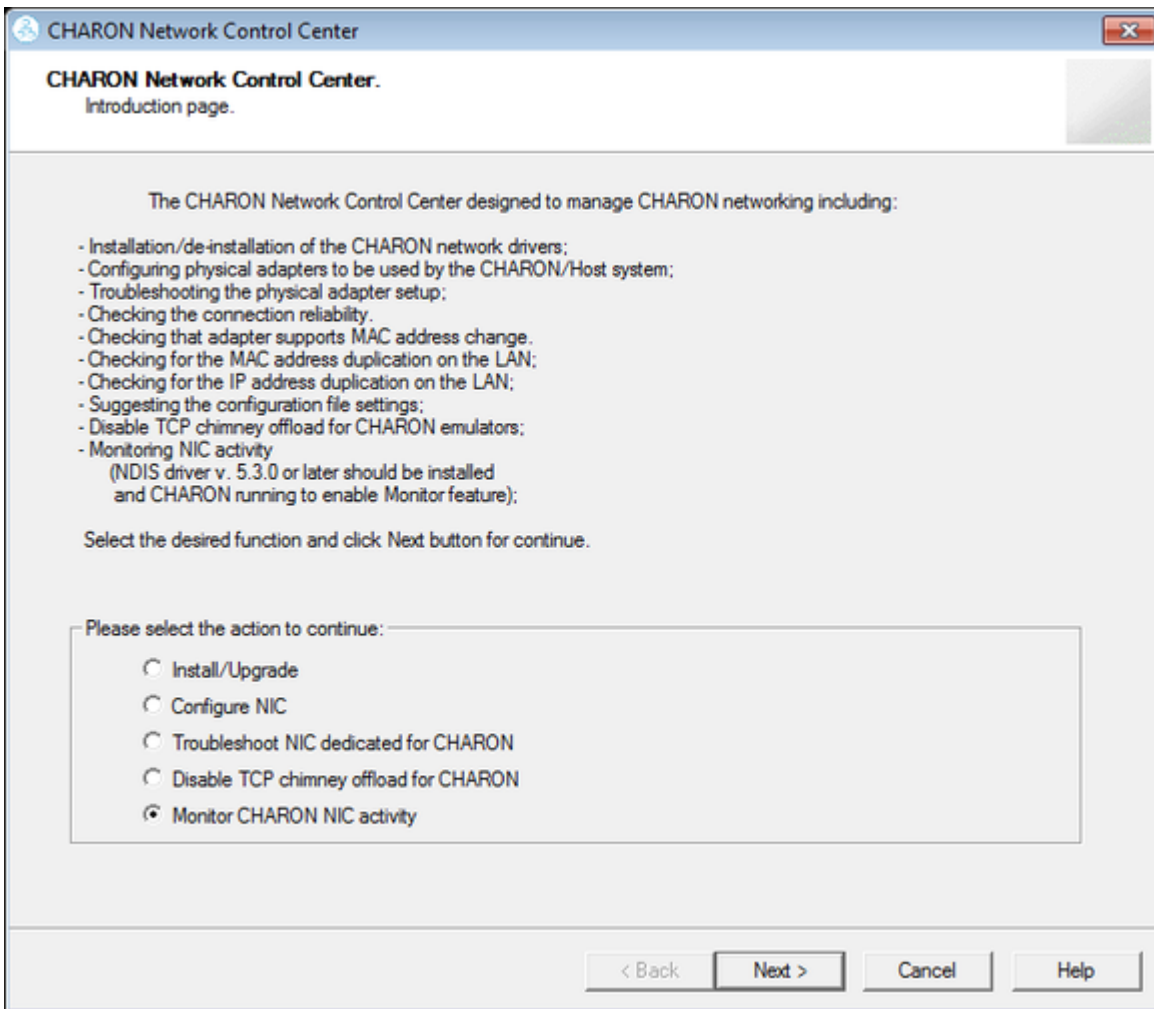 CHARON Network Control Center
CHARON Network Control Center.
Introduction page.
The CHARON Network Control Center designed to manage CHARON networking including:
- Installation/de-installation of the CHARON network drivers;
- Configuring physical adapters to be used by the CHARON/Host system;
- Troubleshooting the physical adapter setup;
- Checking the connection reliability.
- Checking that adapter supports MAC address change.
- Checking for the MAC address duplication on the LAN;
- Checking for the IP address duplication on the LAN;
- Suggesting the configuration file settings;
- Disable TCP chimney offload for CHARON emulators;
- Monitoring NIC activity
(NDIS driver v. 5.3.0 or later should be installed
and CHARON running to enable Monitor feature);
Select the desired function and click Next button for continue.
Please select the action to continue:
Install/Upgrade
Configure NIC
Troubleshoot NIC dedicated for CHARON
Disable TCP chimney offload for CHARON
Monitor CHARON NIC activity
< Back Next > Cancel Help